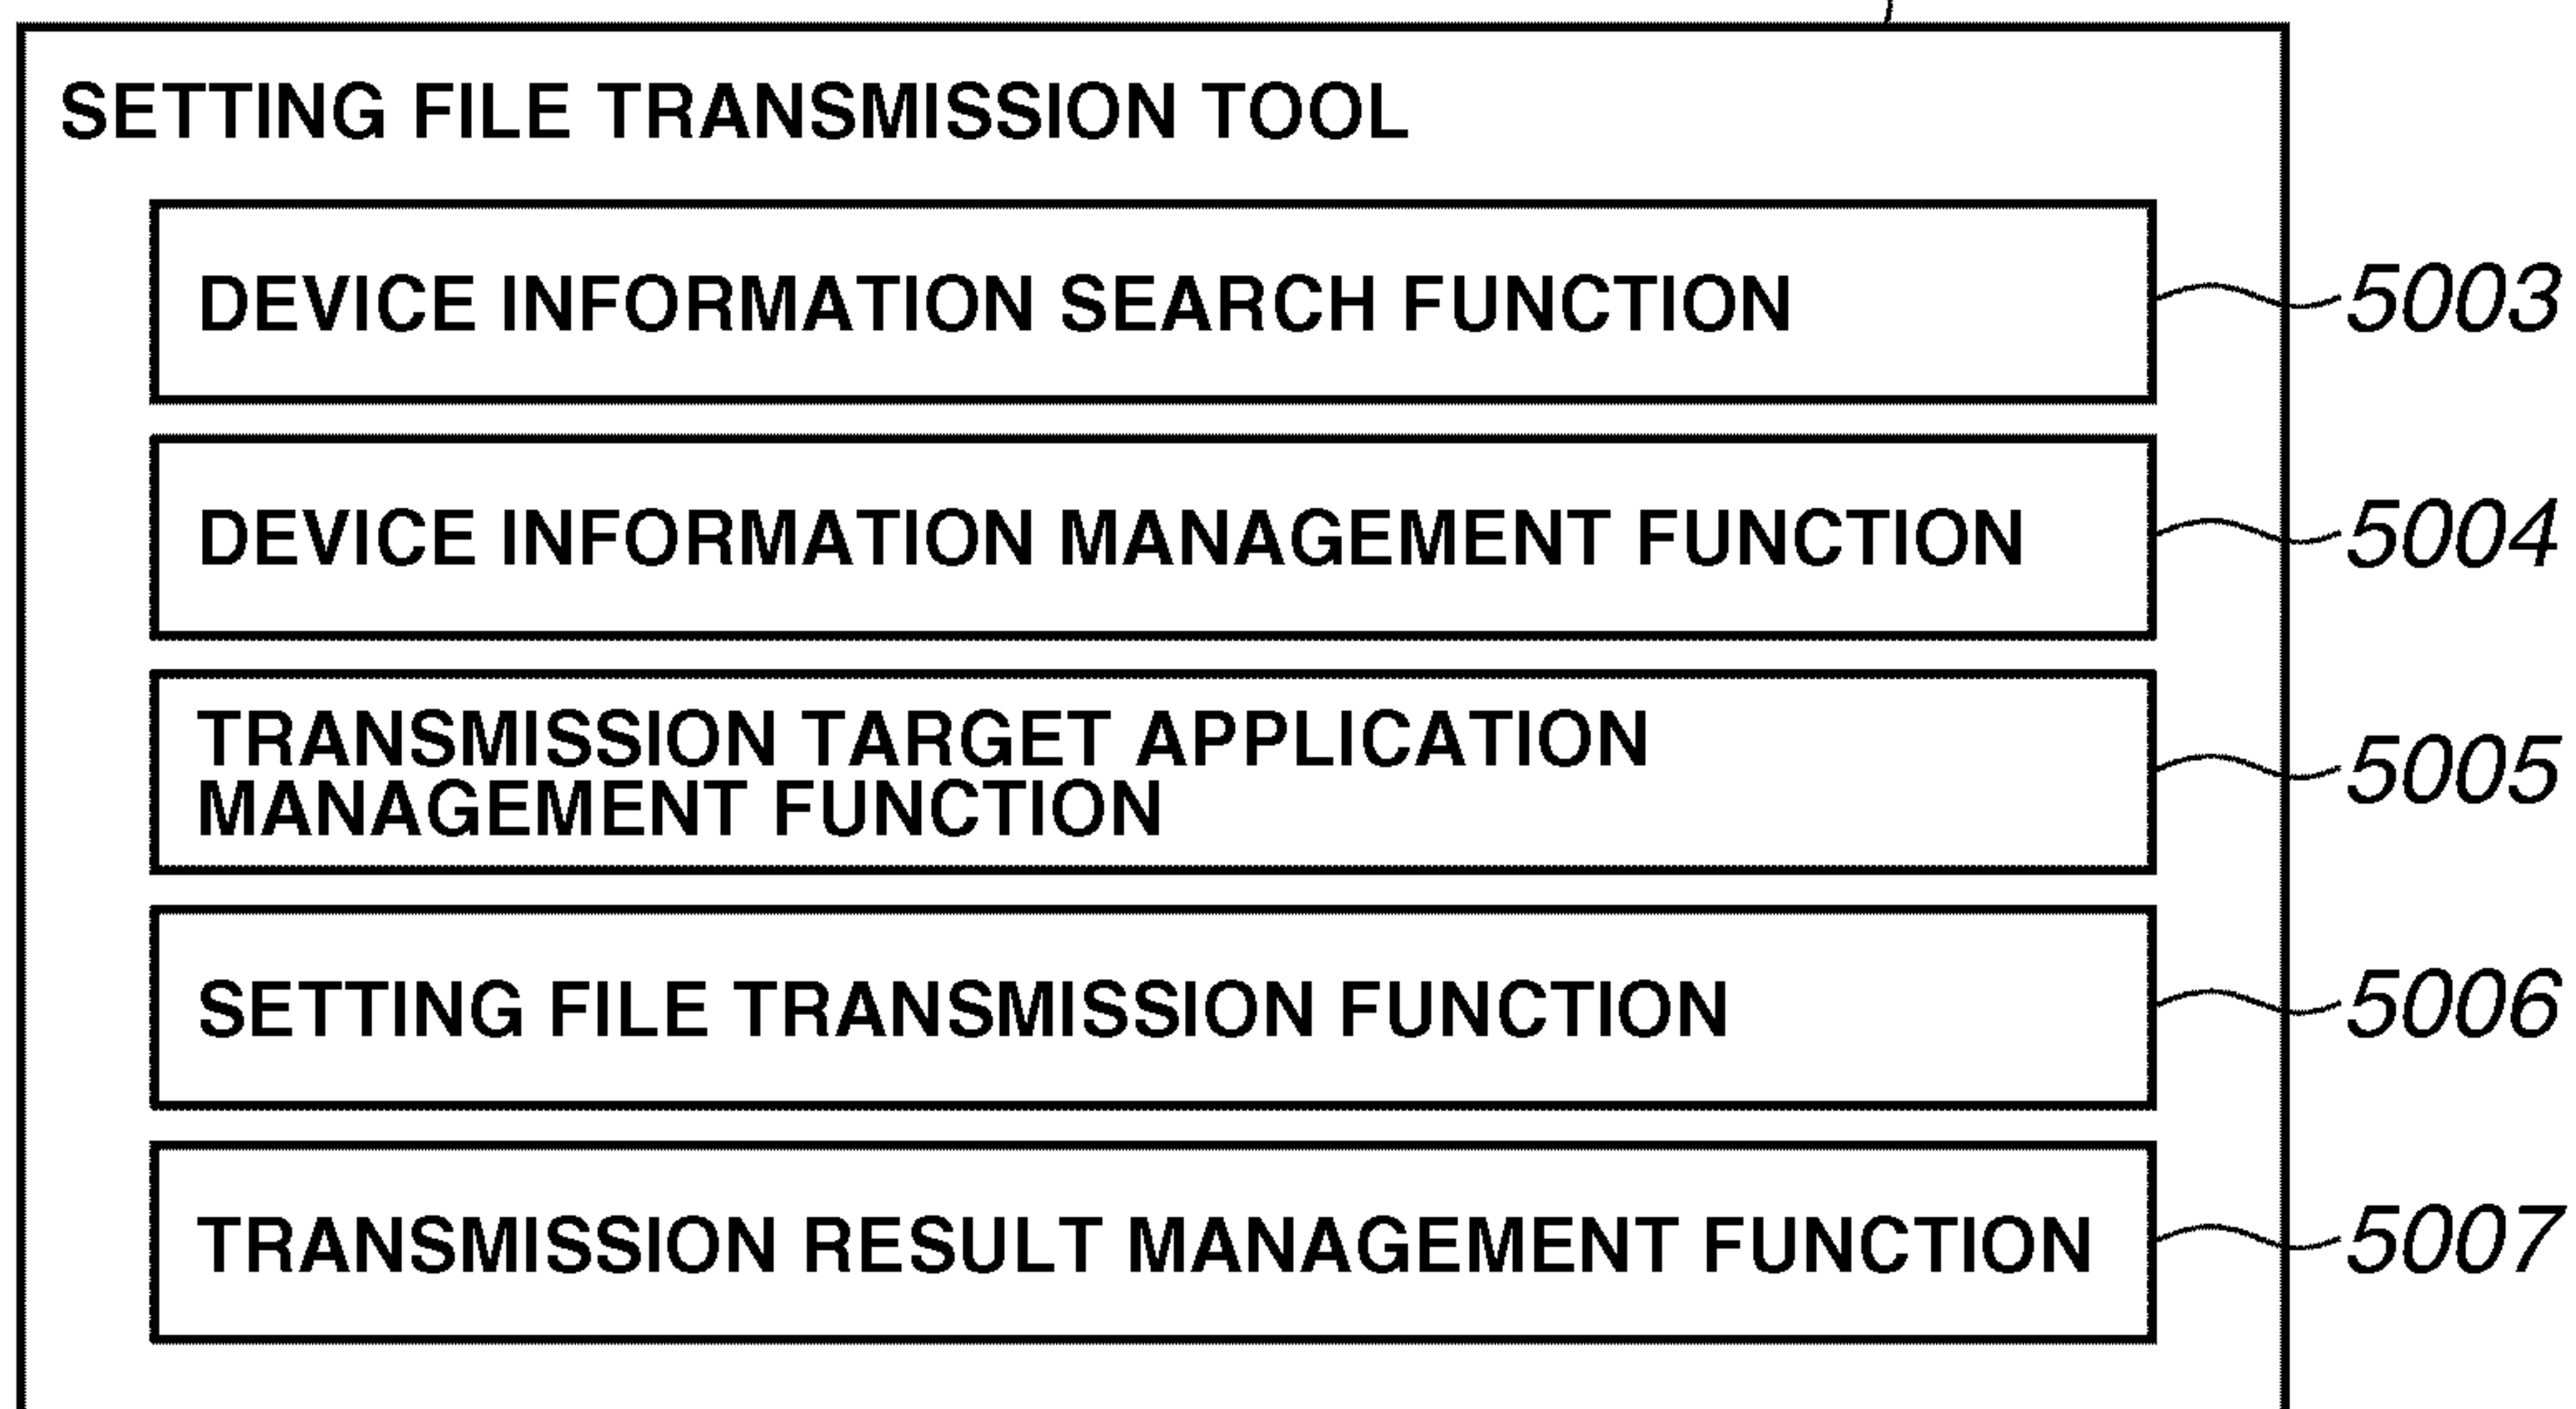 SETTING FILE TRANSMISSION TOOL
DEVICE INFORMATION SEARCH FUNCTION
5003
DEVICE INFORMATION MANAGEMENT FUNCTION
5004
TRANSMISSION TARGET APPLICATION
MANAGEMENT FUNCTION
5005
SETTING FILE TRANSMISSION FUNCTION
5006
TRANSMISSION RESULT MANAGEMENT FUNCTION
5007